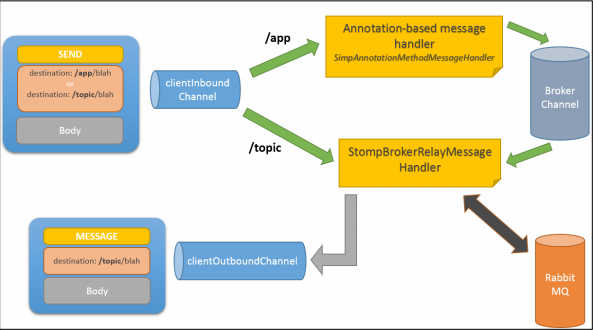 SEND
destination: /app/blah
or
destination: /topic/blah
Body
clientInbound
Channel
/app
/topic
Annotation-based message
handler
SimpAnnotationMethodMessageHandler
Broker
Channel
StompBrokerRelayMessage
Handler
MESSAGE
destination: /topic/blah
Body
clientOutboundChannel
Rabbit
MQ